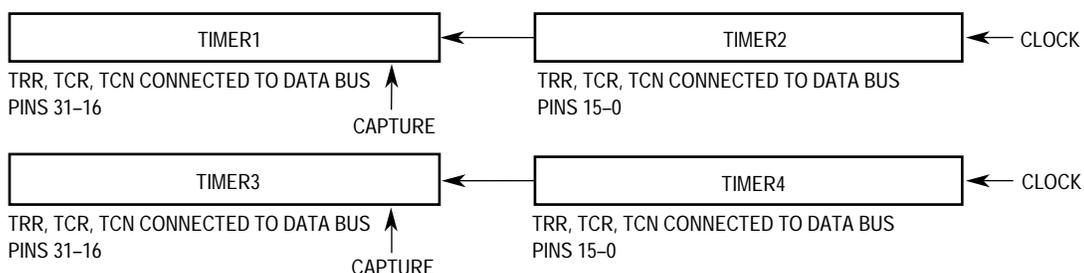 TIMER1
TIMER2
CLOCK
TRR, TCR, TCN CONNECTED TO DATA BUS
PINS 31–16
CAPTURE
TRR, TCR, TCN CONNECTED TO DATA BUS
PINS 15–0
TIMER3
TIMER4
CLOCK
TRR, TCR, TCN CONNECTED TO DATA BUS
PINS 31–16
CAPTURE
TRR, TCR, TCN CONNECTED TO DATA BUS
PINS 15–0